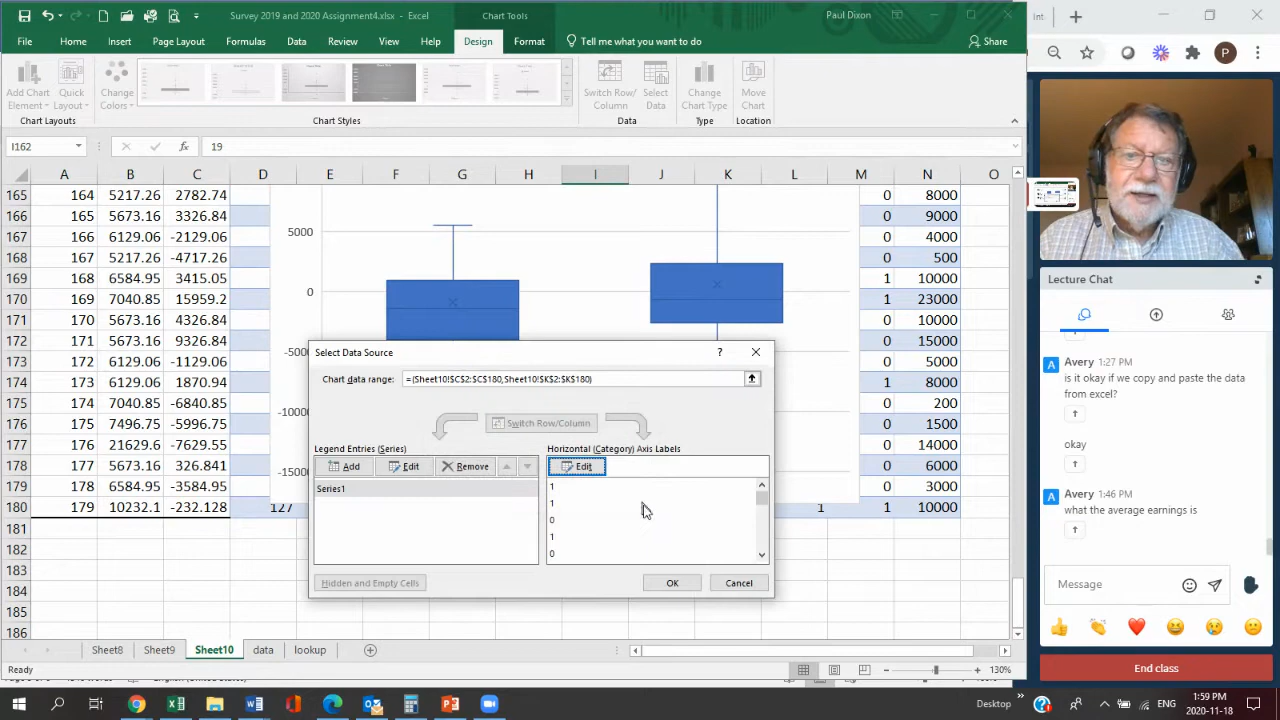 Survey 2019 and 2020 Assignment4.xlsx - Excel
Chart Tools
Paul Dixon
File
Home
Insert
Page Layout
Formulas
Data
Review
View
Help
Design
Format
Tell me what you want to do
Share
Add Chart
Element
Quick
Layout
Change
Colors
Switch Row/
Column
Select
Data
Change
Chart Type
Move
Chart
Chart Layouts
Chart Styles
Data
Type
Location
I162
fx
19
A B C D E F G H I J K L M N O
165 164 5217.26 2782.74 0 8000
166 165 5673.16 3326.84 0 9000
167 166 6129.06 -2129.06 0 4000
168 167 5217.26 -4717.26 0 500
169 168 6584.95 3415.05 1 10000
170 169 7040.85 15959.2 1 23000
171 170 5673.16 4326.84 0 10000
172 171 5673.16 9326.84 0 15000
173 172 6129.06 -1129.06 0 5000
174 173 6129.06 1870.94 1 8000
175 174 7040.85 -6840.85 0 200
176 175 7496.75 -5996.75 0 1500
177 176 21629.6 -7629.55 0 14000
178 177 5673.16 326.841 0 6000
179 178 6584.95 -3584.95 0 3000
180 179 10232.1 -232.128 127 1 1 10000
181
182
183
184
185
186
5000
0
-5000
-10000
-15000
Select Data Source
?
Chart data range:
=(Sheet10!$C$2:$C$180,Sheet10!$K$2:$K$180)
Switch Row/Column
Legend Entries (Series)
Horizontal (Category) Axis Labels
Add
Edit
Remove
Edit
Series1
1
1
0
1
0
Hidden and Empty Cells
OK
Cancel
Sheet8
Sheet9
Sheet10
data
lookup
Ready
130%
Int
P
Lecture Chat
A
Avery 1:27 PM
is it okay if we copy and paste the data
from excel?
okay
A
Avery 1:46 PM
what the average earnings is
Message
End class
Desktop
ENG
1:59 PM
2020-11-18